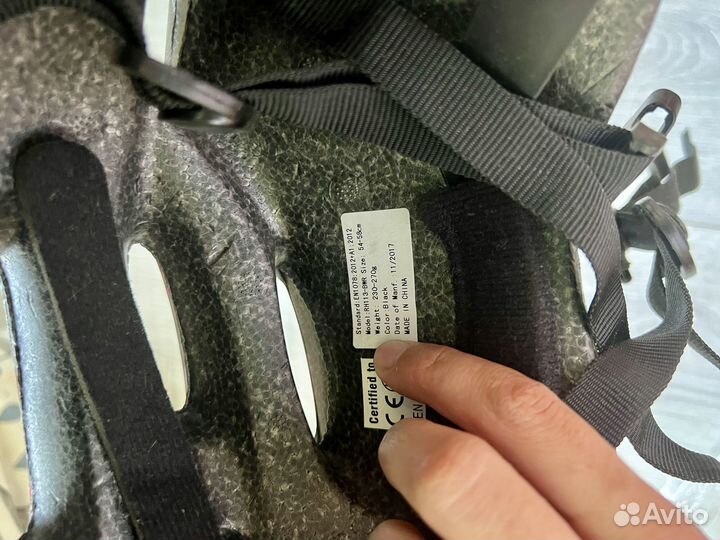 Standard:EN1078:2012+A1:2012
Model:RH113-BWR Size: 54-58cm
Weight: 230-270g
Color Black
Date of Manf. 11/2017
MADE IN CHINA
Certified to
CE
EN
Avito